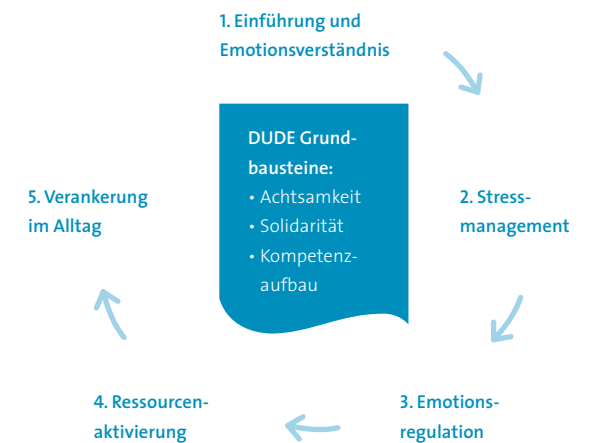 1. Einführung und
Emotionsverständnis
DUDE Grund-
bausteine:
• Achtsamkeit
• Solidarität
• Kompetenz-
aufbau
2. Stress-
management
3. Emotions-
regulation
4. Ressourcen-
aktivierung
5. Verankerung
im Alltag